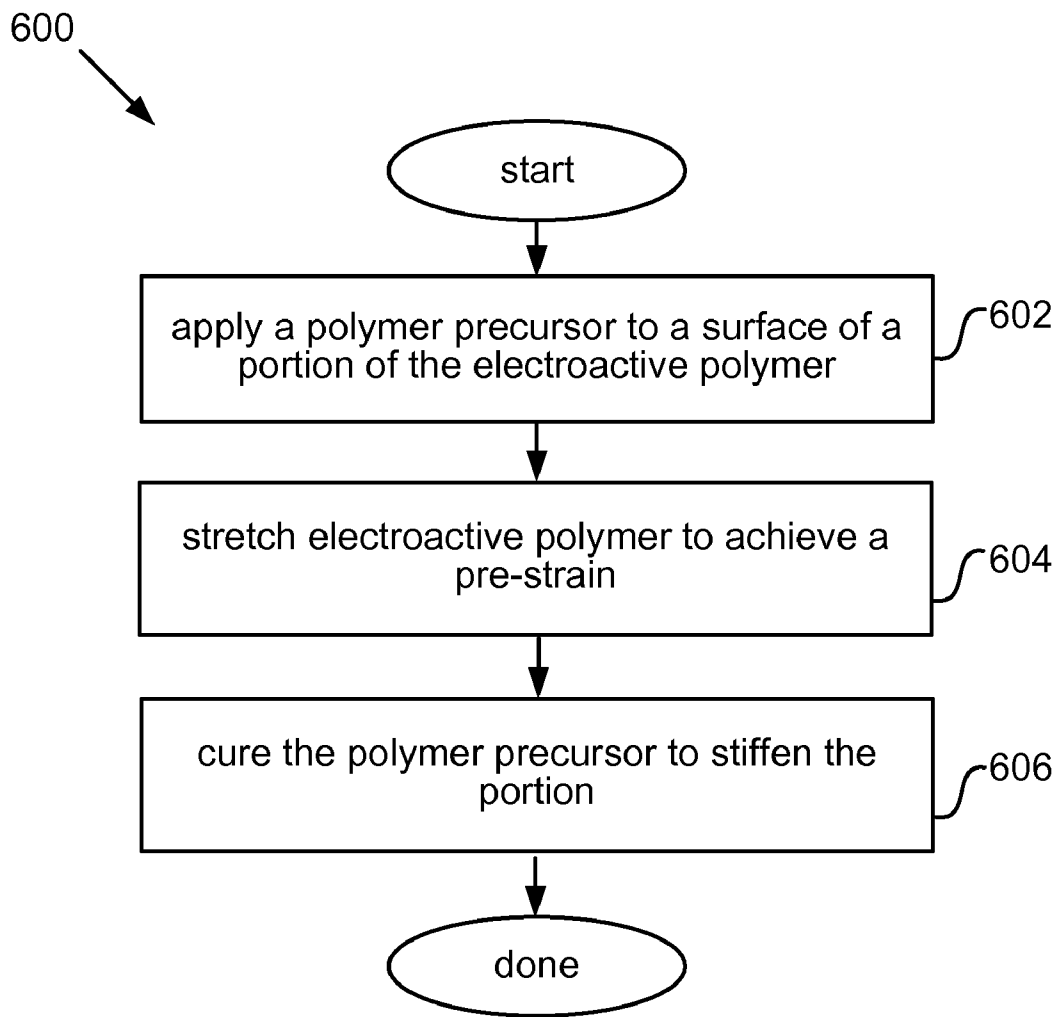 600
start
apply a polymer precursor to a surface of a
portion of the electroactive polymer
602
stretch electroactive polymer to achieve a
pre-strain
604
cure the polymer precursor to stiffen the
portion
606
done